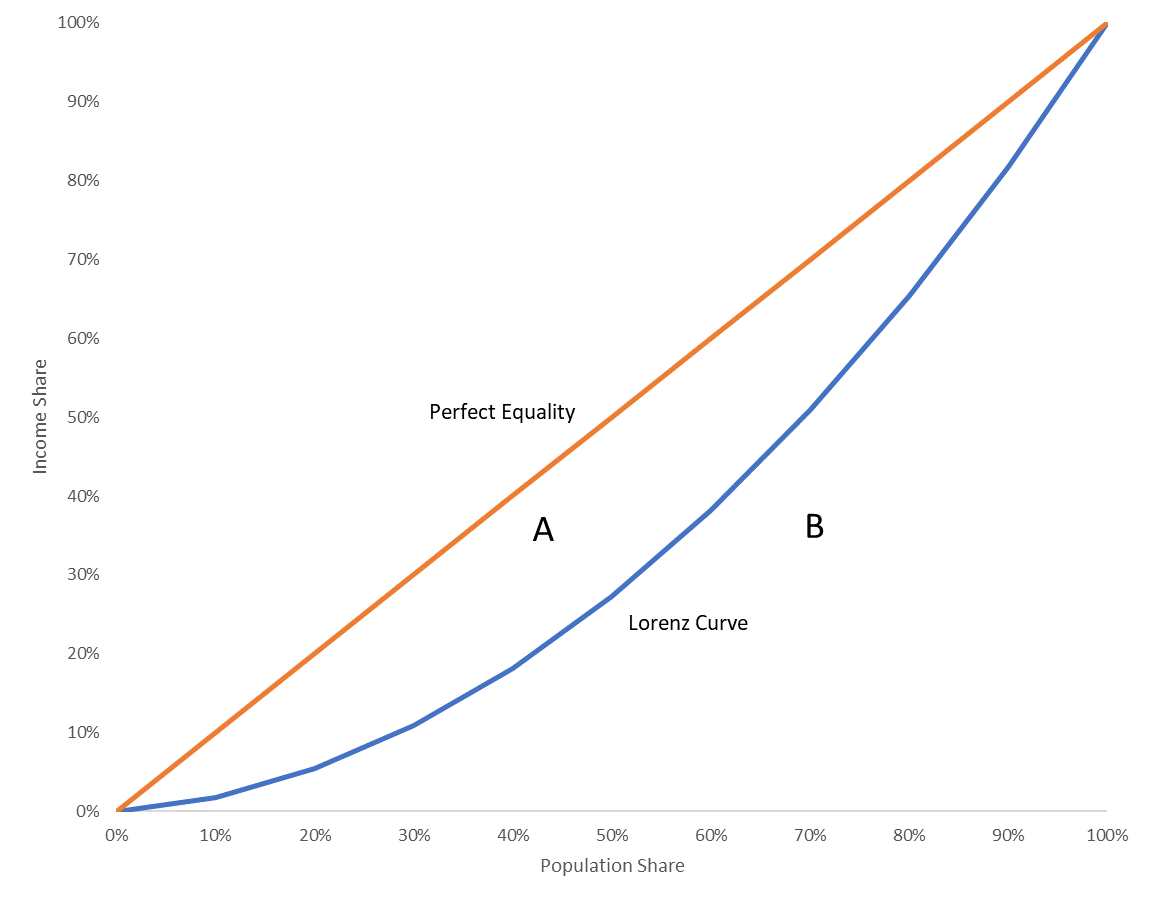 100%
90%
80%
70%
60%
50%
40%
30%
20%
10%
0%
Income Share
Perfect Equality
A
B
Lorenz Curve
0% 10% 20% 30% 40% 50% 60% 70% 80% 90% 100%
Population Share